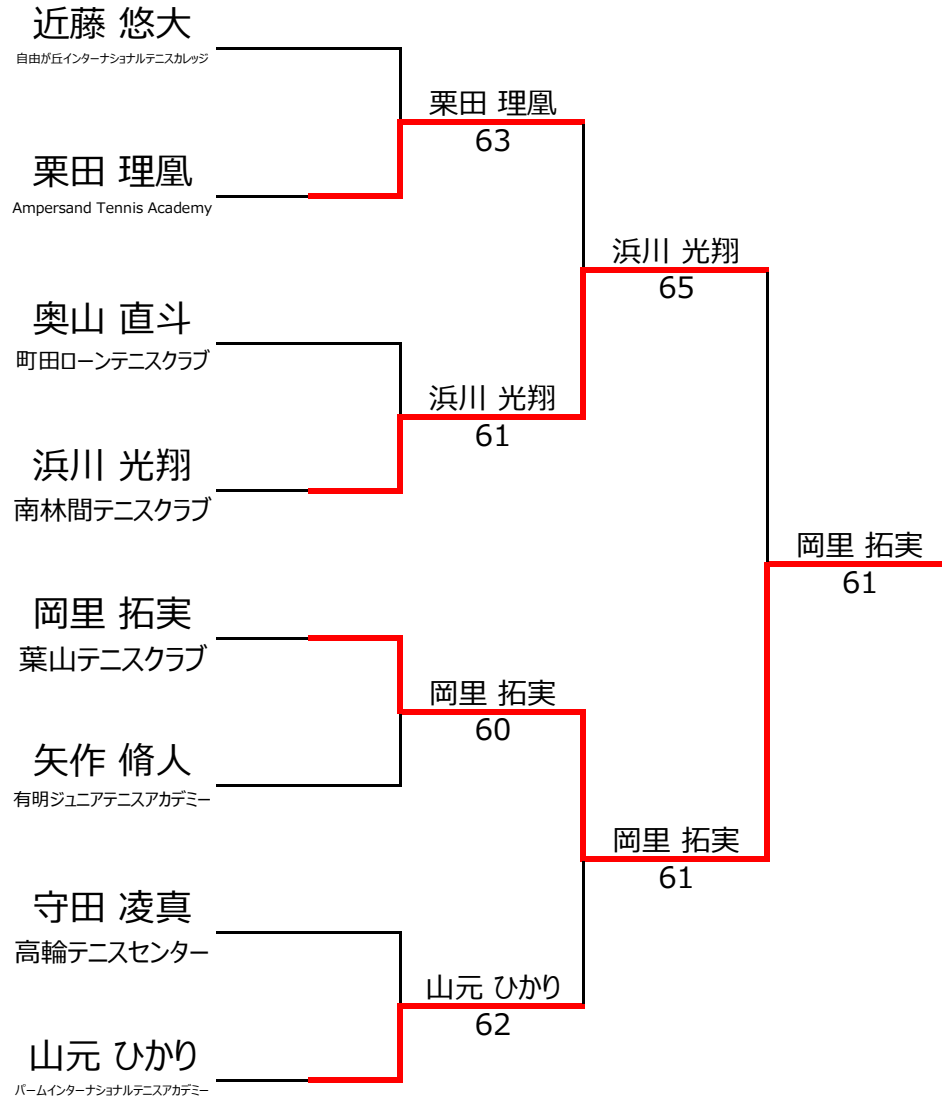 近藤 悠大
自由が丘インターナショナルテニスカレッジ
栗田 理凰
63
栗田 理凰
Ampersand Tennis Academy
浜川 光翔
65
奥山 直斗
町田ローンテニスクラブ
浜川 光翔
61
浜川 光翔
南林間テニスクラブ
岡里 拓実
61
岡里 拓実
葉山テニスクラブ
岡里 拓実
60
矢作 脩人
有明ジュニアテニスアカデミー
岡里 拓実
61
守田 凌真
高輪テニスセンター
山元 ひかり
62
山元 ひかり
パームインターナショナルテニスアカデミー